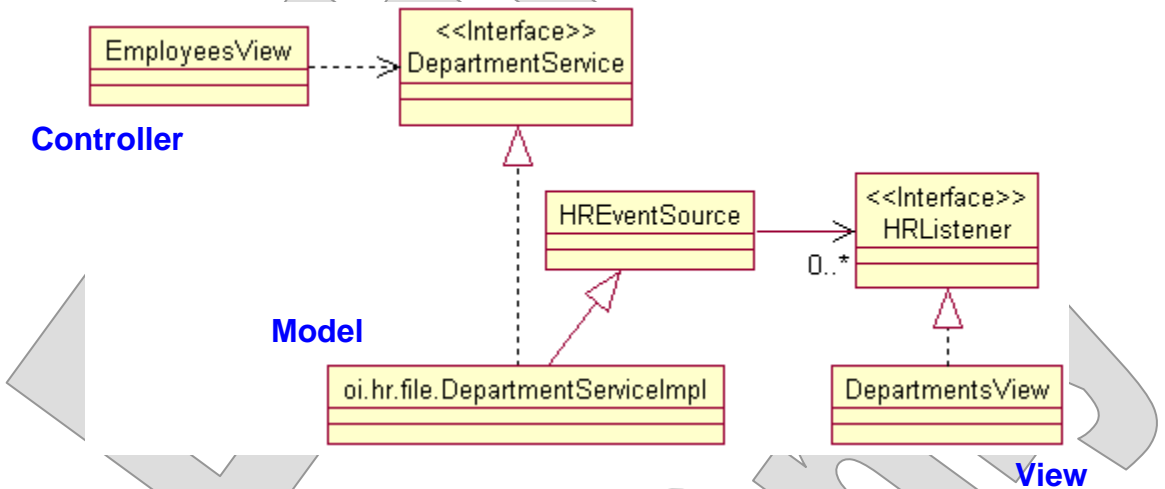 EmployeesView
<<Interface>>
DepartmentService
Controller
HREventSource
<<Interface>>
HRListener
0..*
Model
oi.hr.file.DepartmentServiceImpl
DepartmentsView
View